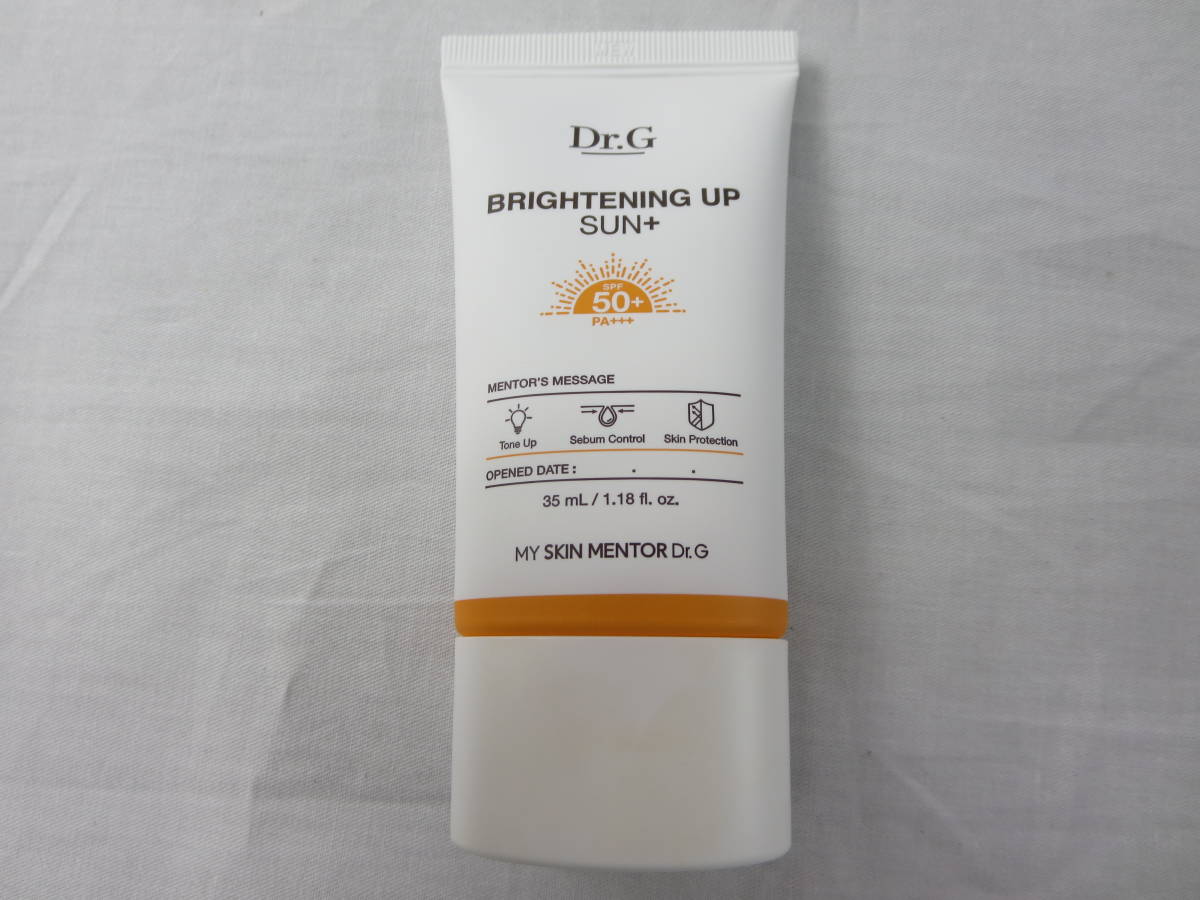 NEW
Dr.G
BRIGHTENING UP
SUN+
SPF
50+
PA+++
MENTOR'S MESSAGE
Tone Up Sebum Control Skin Protection
OPENED DATE : . .
35 mL / 1.18 fl. oz.
MY SKIN MENTOR Dr.G